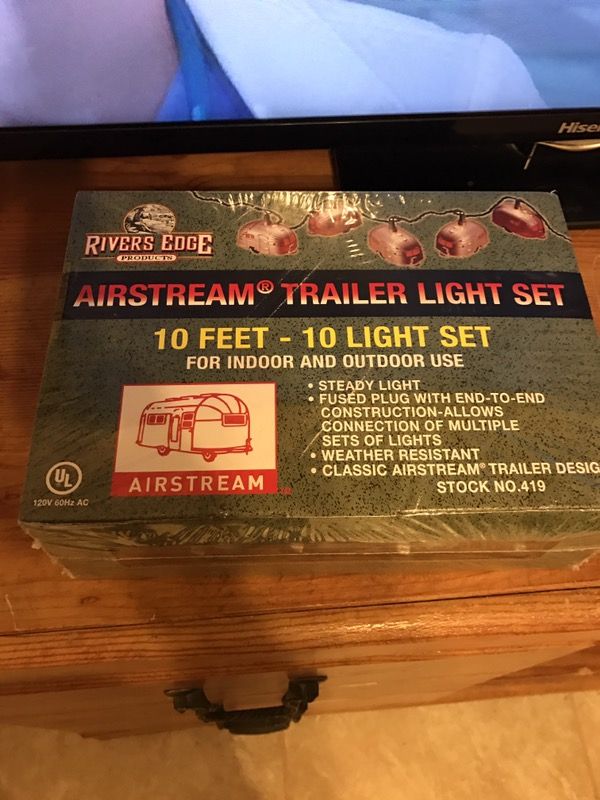 Hise
RIVERS EDGE
PRODUCTS
AIRSTREAM® TRAILER LIGHT SET
10 FEET - 10 LIGHT SET
FOR INDOOR AND OUTDOOR USE
• STEADY LIGHT
• FUSED PLUG WITH END-TO-END
CONSTRUCTION-ALLOWS
CONNECTION OF MULTIPLE
SETS OF LIGHTS
• WEATHER RESISTANT
• CLASSIC AIRSTREAM® TRAILER DESIG
STOCK NO.419
AIRSTREAM
UL
120V 60Hz AC